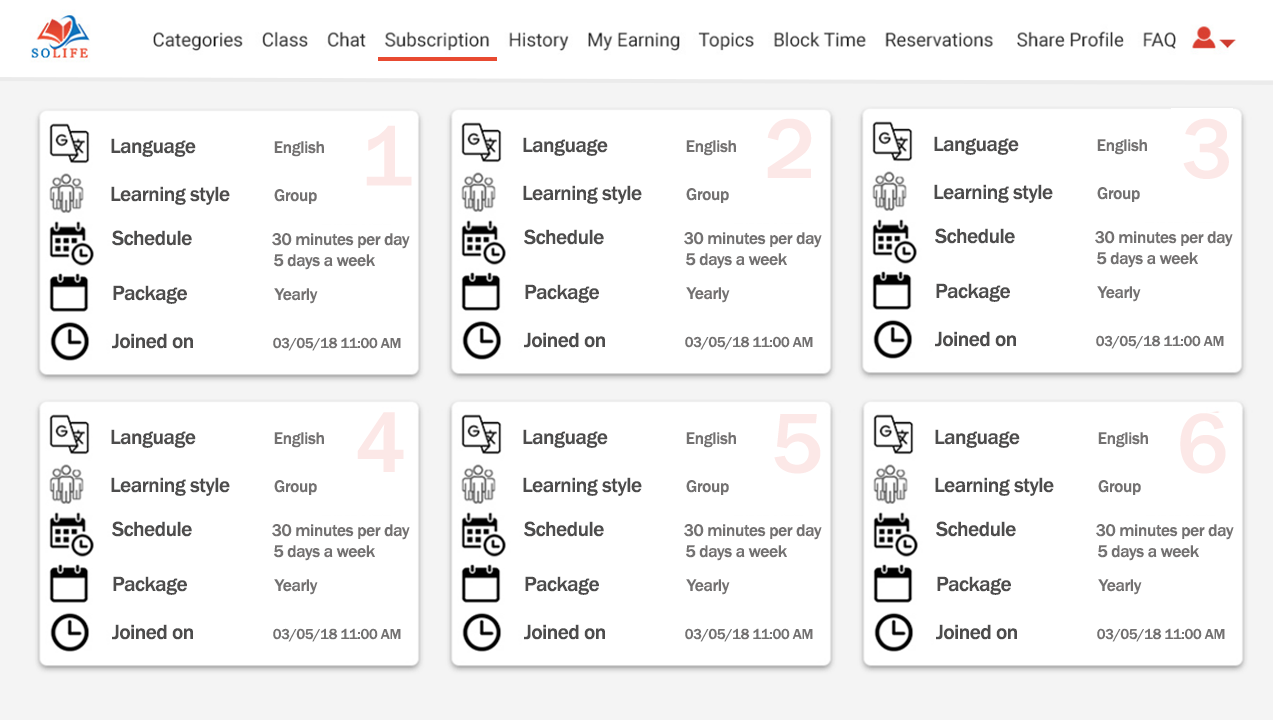 SOLIFE
Categories Class Chat Subscription History My Earning Topics Block Time Reservations Share Profile FAQ
1
Language English
Learning style Group
Schedule 30 minutes per day
5 days a week
Package Yearly
Joined on 03/05/18 11:00 AM
2
Language English
Learning style Group
Schedule 30 minutes per day
5 days a week
Package Yearly
Joined on 03/05/18 11:00 AM
3
Language English
Learning style Group
Schedule 30 minutes per day
5 days a week
Package Yearly
Joined on 03/05/18 11:00 AM
4
Language English
Learning style Group
Schedule 30 minutes per day
5 days a week
Package Yearly
Joined on 03/05/18 11:00 AM
5
Language English
Learning style Group
Schedule 30 minutes per day
5 days a week
Package Yearly
Joined on 03/05/18 11:00 AM
6
Language English
Learning style Group
Schedule 30 minutes per day
5 days a week
Package Yearly
Joined on 03/05/18 11:00 AM